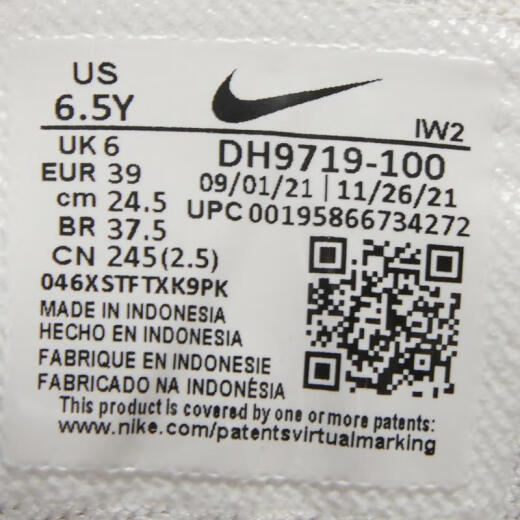 US
6.5Y
IW2
UK 6
EUR 39
cm 24.5
BR 37.5
CN 245(2.5)
DH9719-100
09/01/21 | 11/26/21
UPC 00195866734272
046XSTFTXK9PK
MADE IN INDONESIA
HECHO EN INDONESIA
FABRIQUE EN INDONESIE
FABRICADO NA INDONÉSIA
This product is covered by one or more patents:
www.nike.com/patentsvirtualmarking